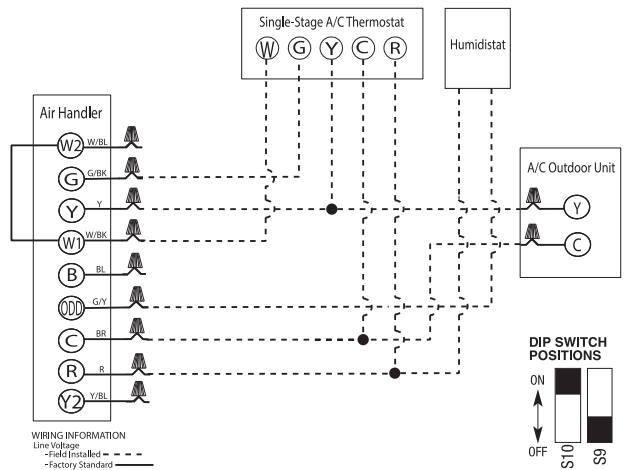 Single-Stage A/C Thermostat
W G Y C R
Humidistat
Air Handler
W2 W/BL
G G/BK
Y Y
W1 W/BK
B BL
ODD G/Y
C BR
R R
Y2 Y/BL
A/C Outdoor Unit
Y
C
DIP SWITCH
POSITIONS
ON
OFF
S10 S9
WIRING INFORMATION
Line Voltage
-Field Installed
-Factory Standard